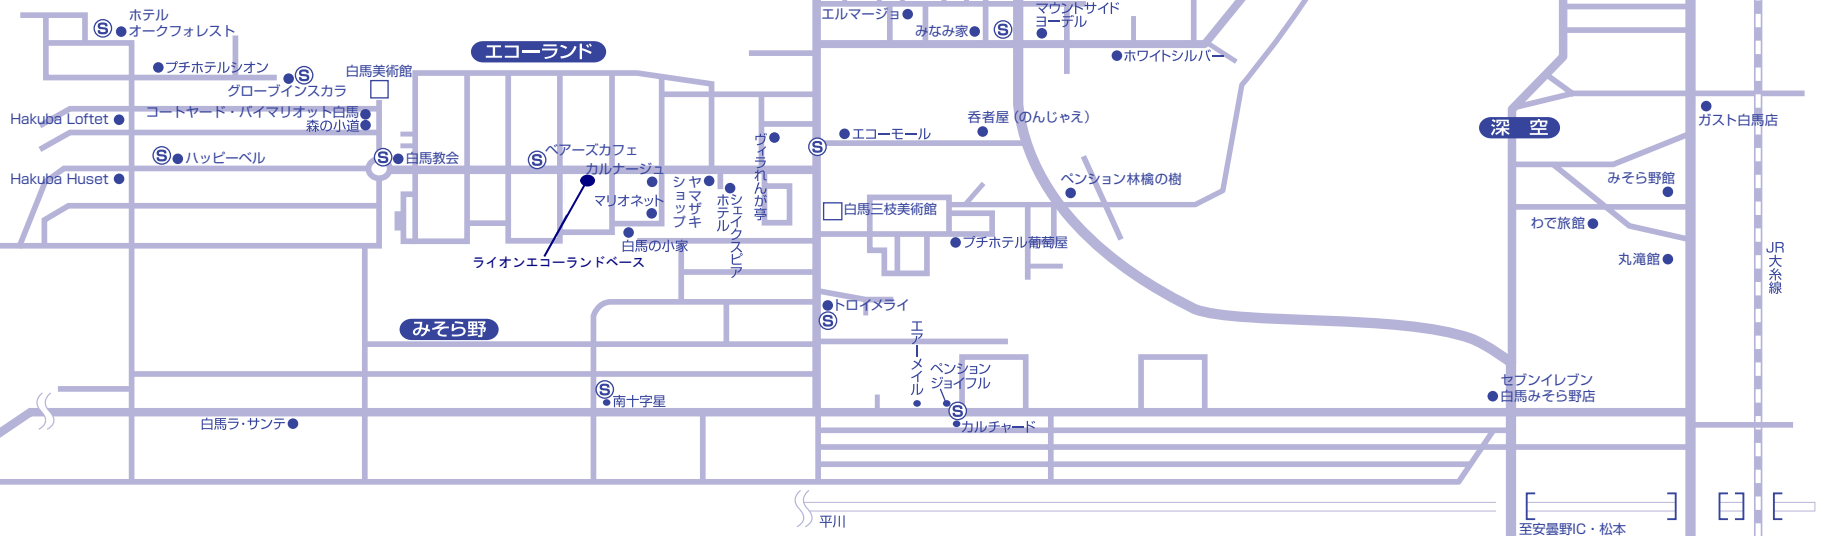 ホテル
オークフォレスト
プチホテルシオン
グローブインスカラ
白馬美術館
エコーランド
エルマージョ
みなみ家
マウントサイド
ヨーデル
ホワイトシルバー
Hakuba Loftet
コートヤード・バイマリオット白馬
森の小道
ハッピーベル
Hakuba Huset
白馬教会
ベアーズカフェ
カルナージュ
マリオネット
白馬の小家
ライオンエコーランドベース
ヤマザキ
ショップ
シェイクスピア
ホテル
ヴィラれんが亭
エコーモール
呑者屋（のんじゃえ）
ペンション林檎の樹
白馬三枝美術館
プチホテル葡萄屋
深 空
ガスト白馬店
みそら野館
わで旅館
丸滝館
JR大糸線
みそら野
トロイメライ
エアーメイル
ペンション
ジョイフル
カルチャード
南十字星
白馬ラ・サンテ
セブンイレブン
白馬みそら野店
平川
至安曇野IC・松本
S
S
S
S
S
S
S
S
S
S